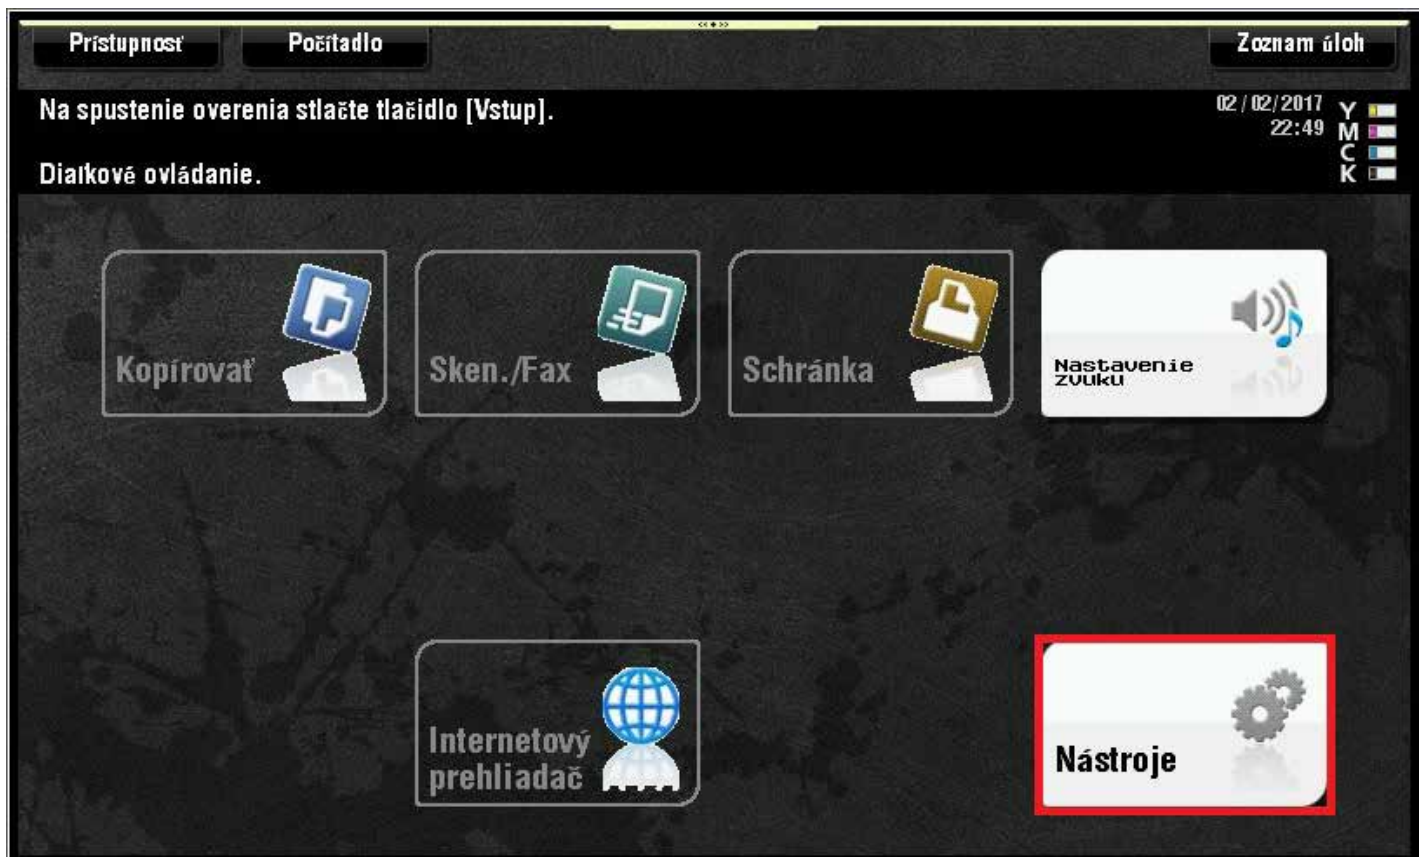 Prístupnosť
Počítadlo
Zoznam úloh
Na spustenie overenia stlačte tlačidlo [Vstup].
02/02/2017
22:49
Y
M
C
K
Diaľkové ovládanie.
Kopírovať
Sken./Fax
Schránka
Nastavenie
zvuku
Internetový
prehliadač
Nástroje